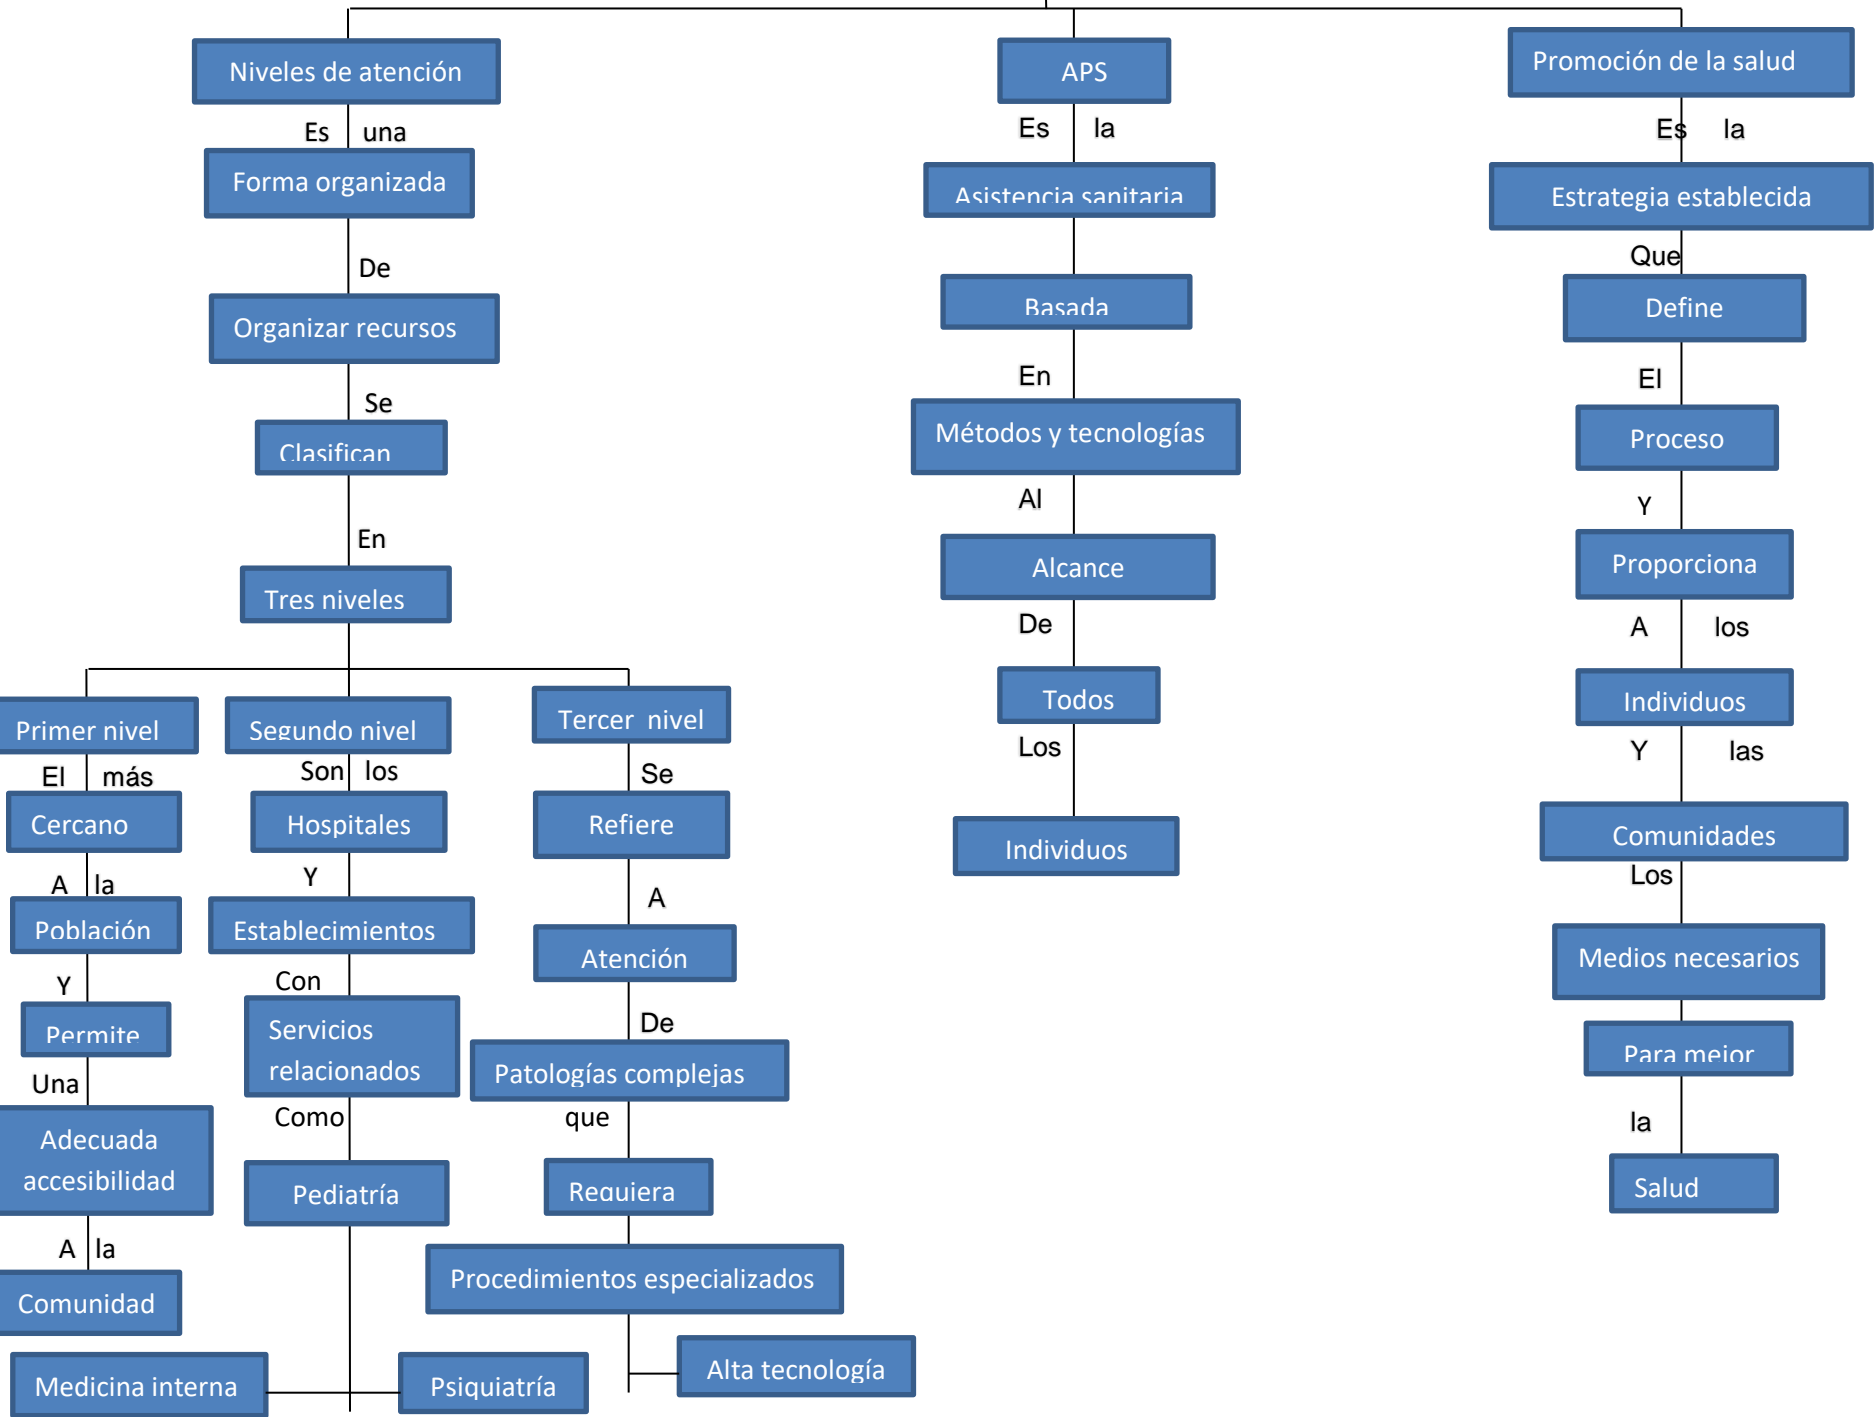 Niveles de atención
Es una
Forma organizada
De
Organizar recursos
Se
Clasifican
En
Tres niveles
Primer nivel
El más
Cercano
A la
Población
Y
Permite
Una
Adecuada
accesibilidad
A la
Comunidad
Segundo nivel
Son los
Hospitales
Y
Establecimientos
Con
Servicios
relacionados
Como
Pediatría
Medicina interna
Psiquiatría
Tercer nivel
Se
Refiere
A
Atención
De
Patologías complejas
que
Requiera
Procedimientos especializados
Alta tecnología
APS
Es la
Asistencia sanitaria
Basada
En
Métodos y tecnologías
Al
Alcance
De
Todos
Los
Individuos
Promoción de la salud
Es la
Estrategia establecida
Que
Define
El
Proceso
Y
Proporciona
A los
Individuos
Y las
Comunidades
Los
Medios necesarios
Para mejor
la
Salud